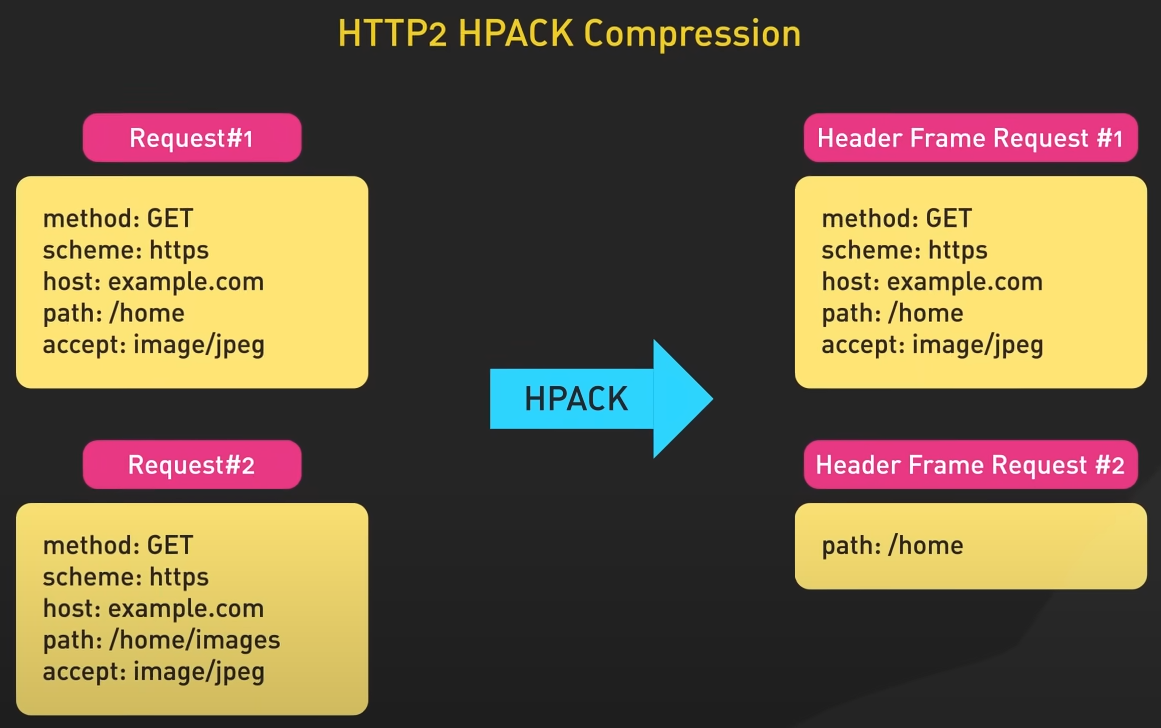 HTTP2 HPACK Compression
Request#1
method: GET
scheme: https
host: example.com
path: /home
accept: image/jpeg
Request#2
method: GET
scheme: https
host: example.com
path: /home/images
accept: image/jpeg
HPACK
Header Frame Request #1
method: GET
scheme: https
host: example.com
path: /home
accept: image/jpeg
Header Frame Request #2
path: /home